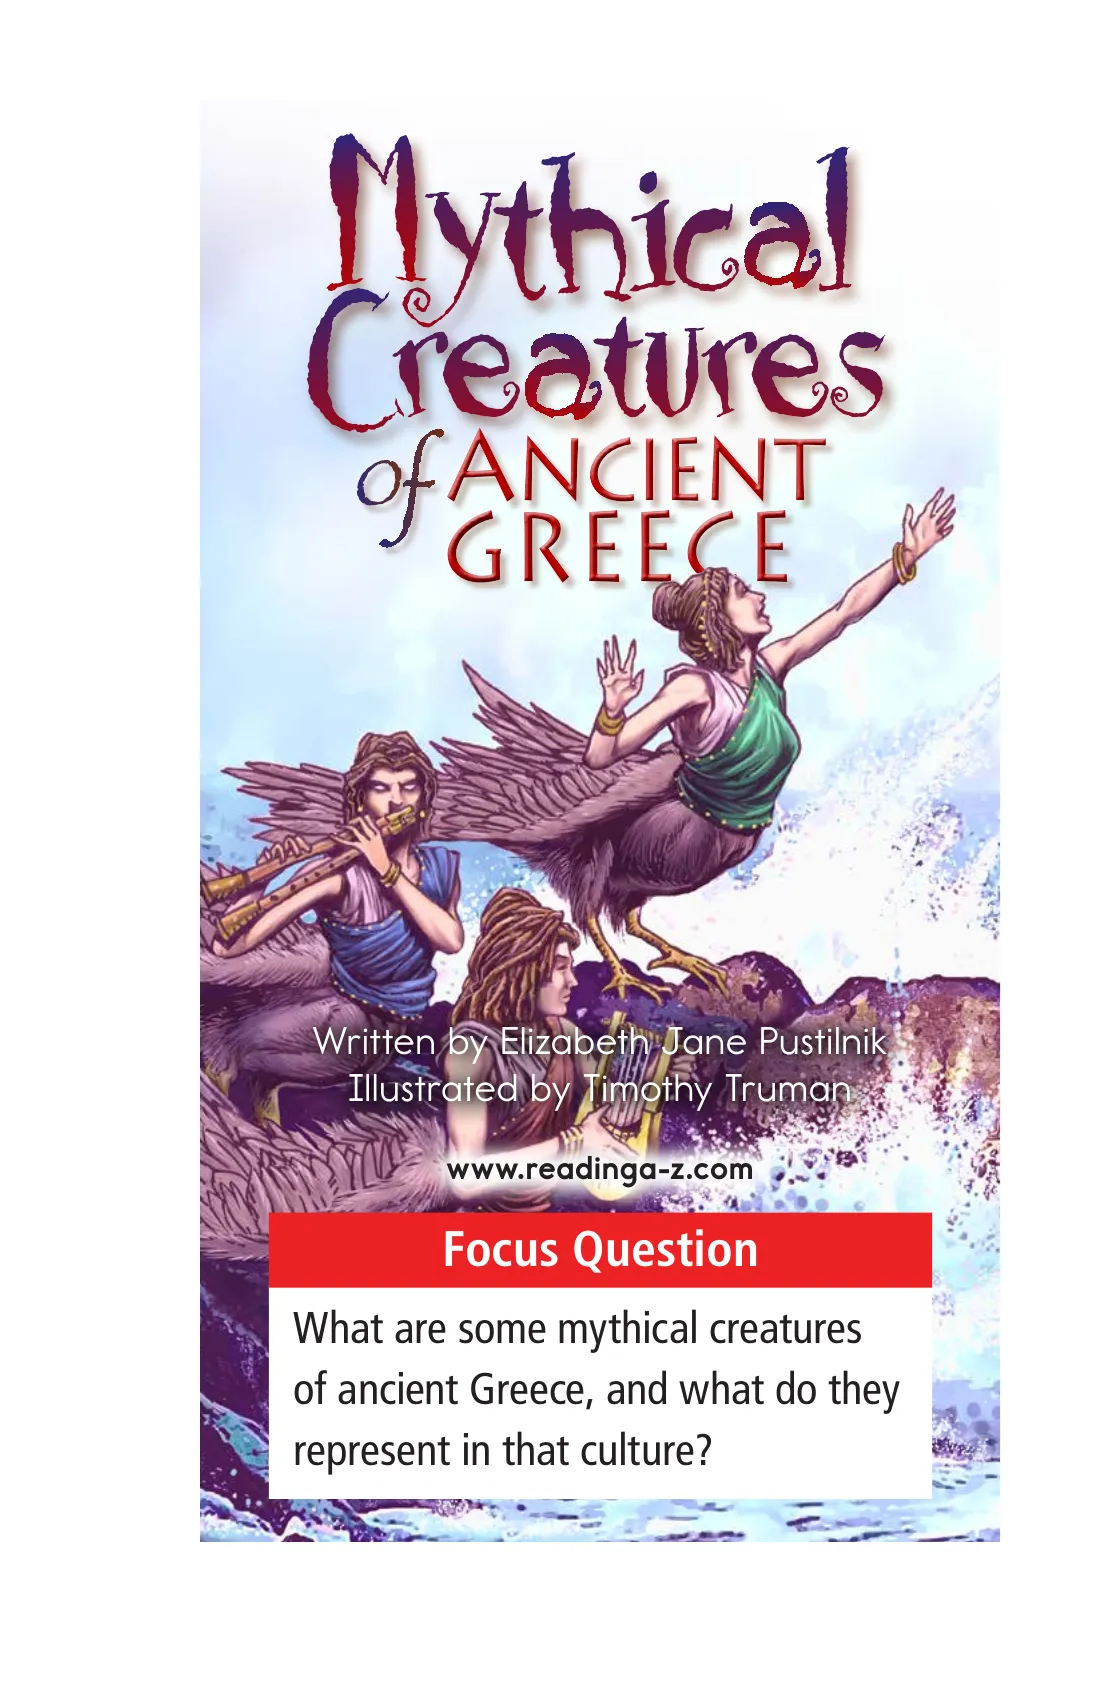 Mythical
Creatures
of ANCIENT
GREECE
Written by Elizabeth Jane Pustilnik
Illustrated by Timothy Truman
www.readinga-z.com
Focus Question
What are some mythical creatures
of ancient Greece, and what do they
represent in that culture?